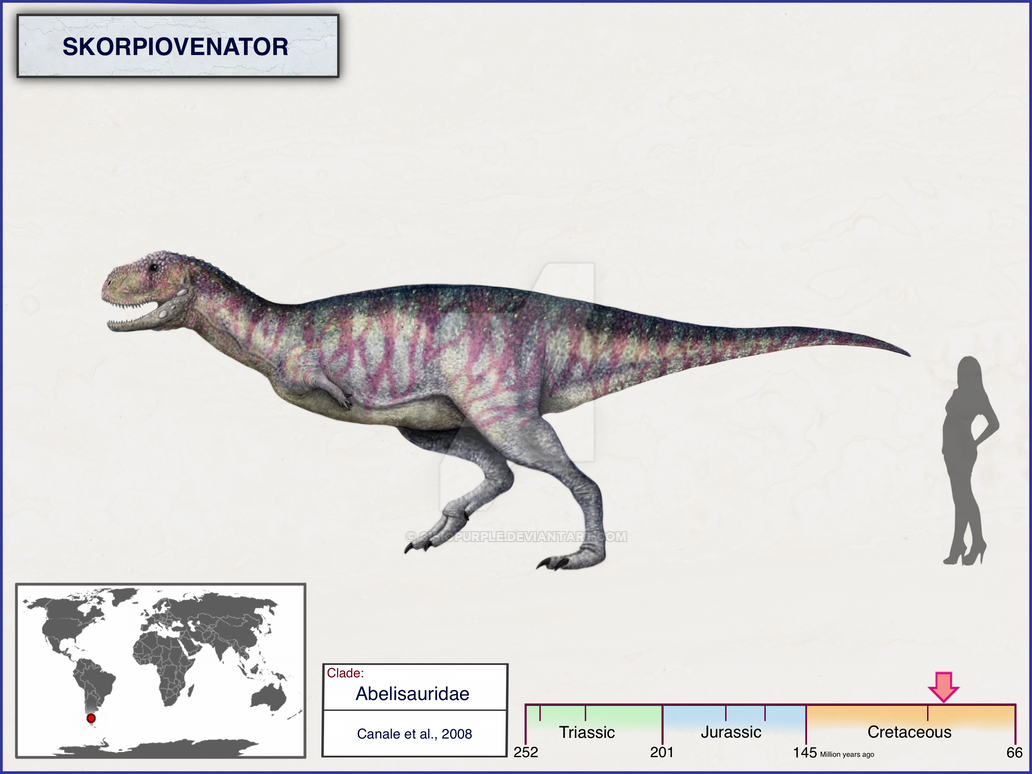 SKORPIOVENATOR
Clade:
Abelisauridae
Canale et al., 2008
Triassic
Jurassic
Cretaceous
252
201
145
Million years ago
66